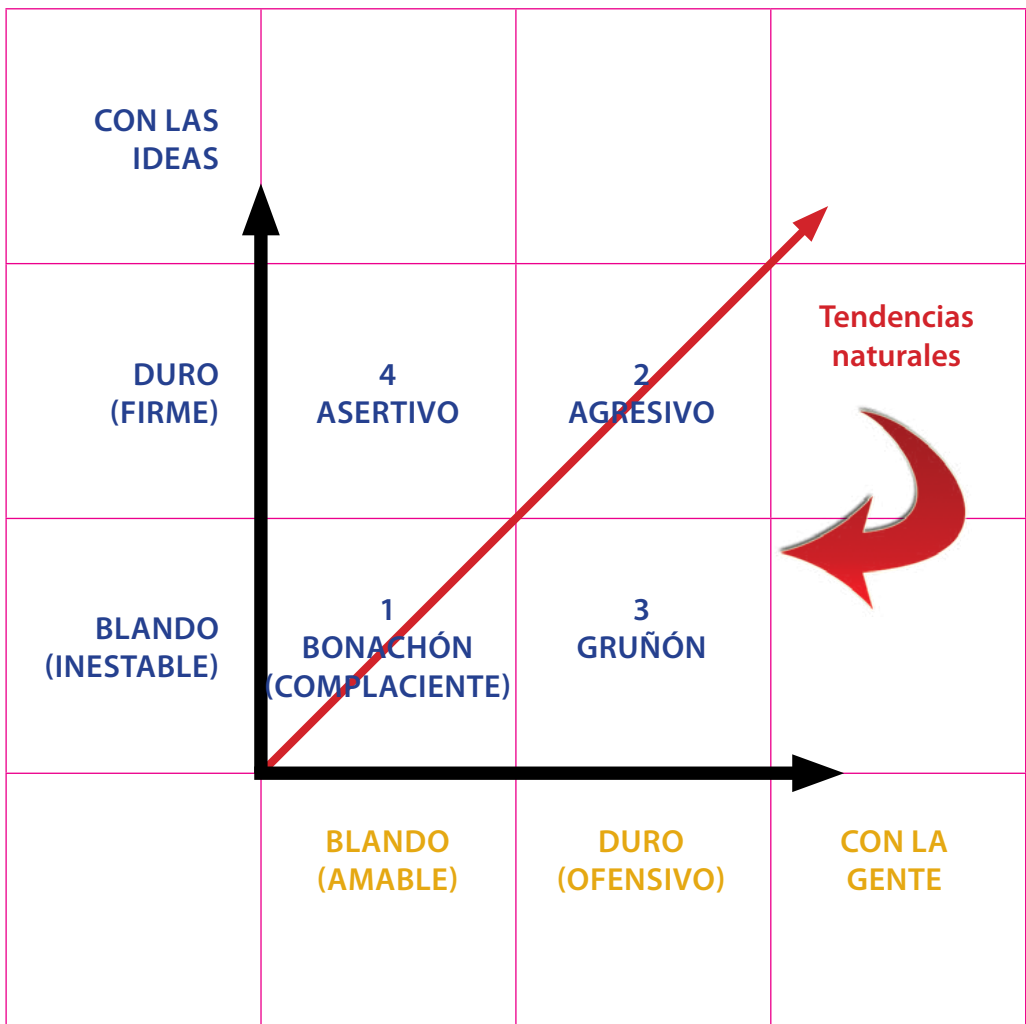 CON LAS
IDEAS
Tendencias
naturales
DURO
(FIRME)
4
ASERTIVO
2
AGRESIVO
BLANDO
(INESTABLE)
1
BONACHÓN
(COMPLACIENTE)
3
GRUÑÓN
BLANDO
(AMABLE)
DURO
(OFENSIVO)
CON LA
GENTE